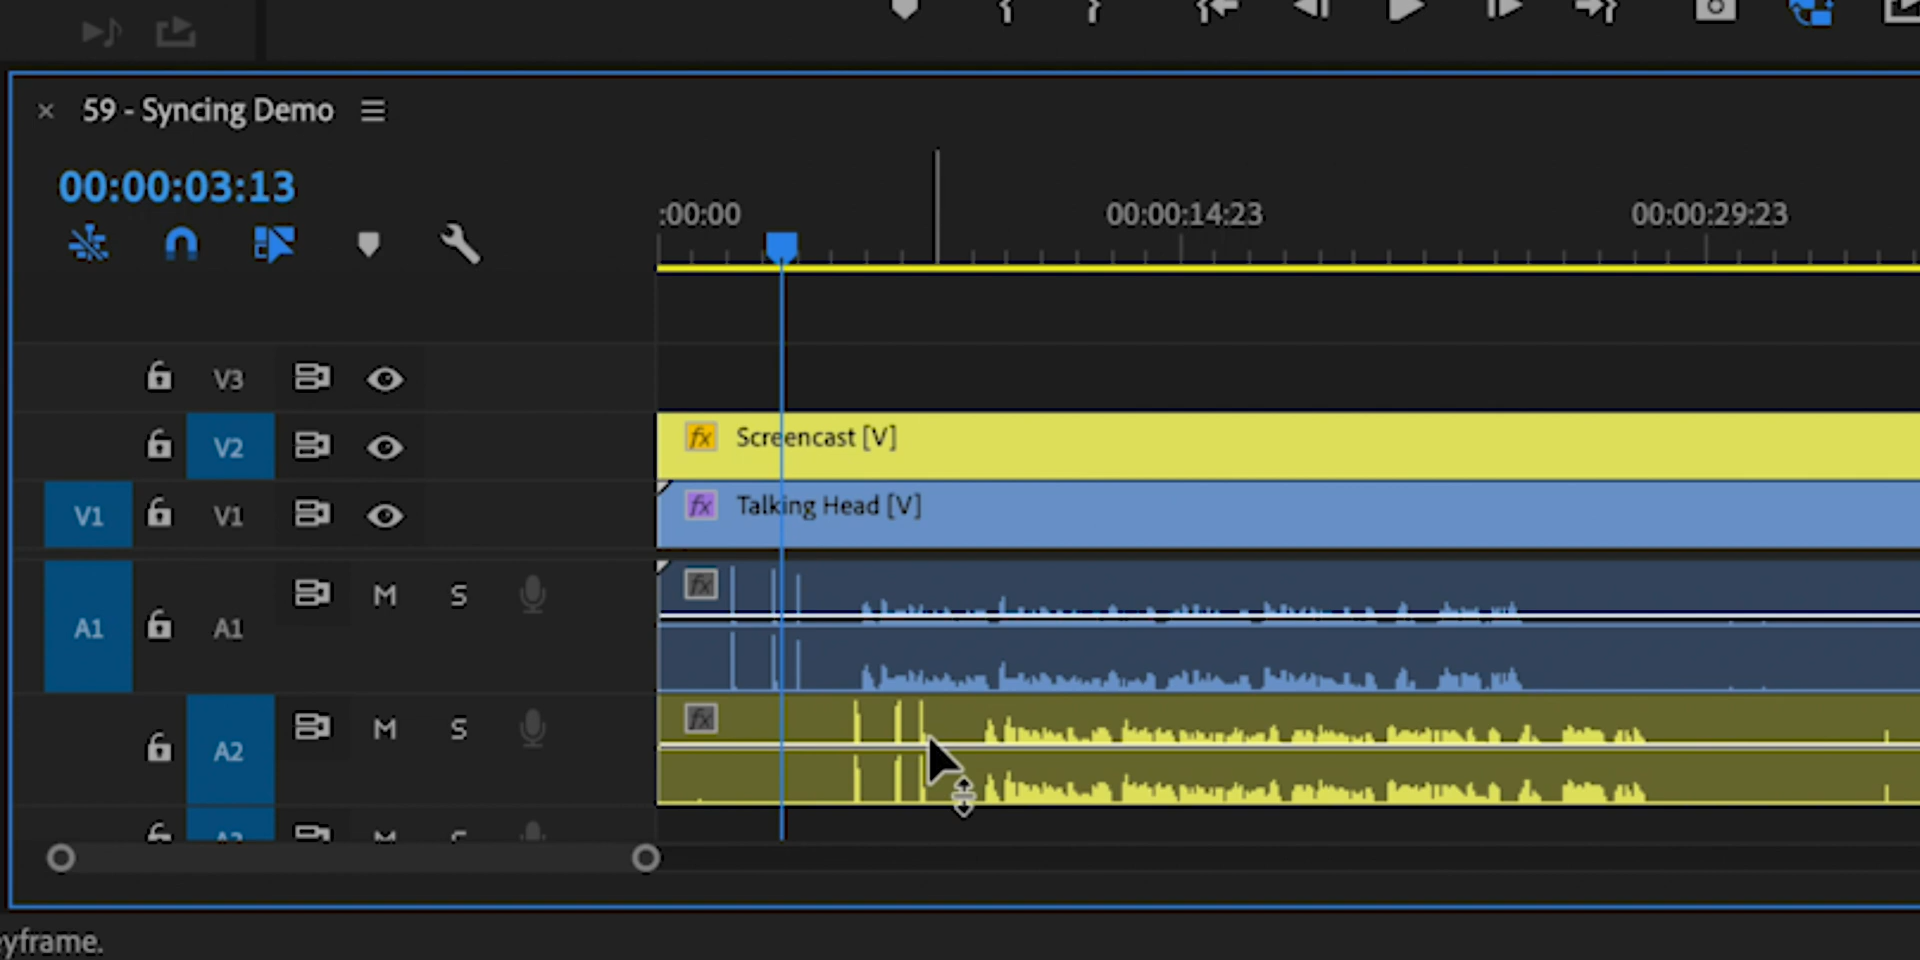 59 - Syncing Demo
00:00:03:13
:00:00 00:00:14:23 00:00:29:23
V3
V2 fx Screencast [V]
V1 V1 fx Talking Head [V]
A1 A1 M S fx
A2 M S fx
yframe.